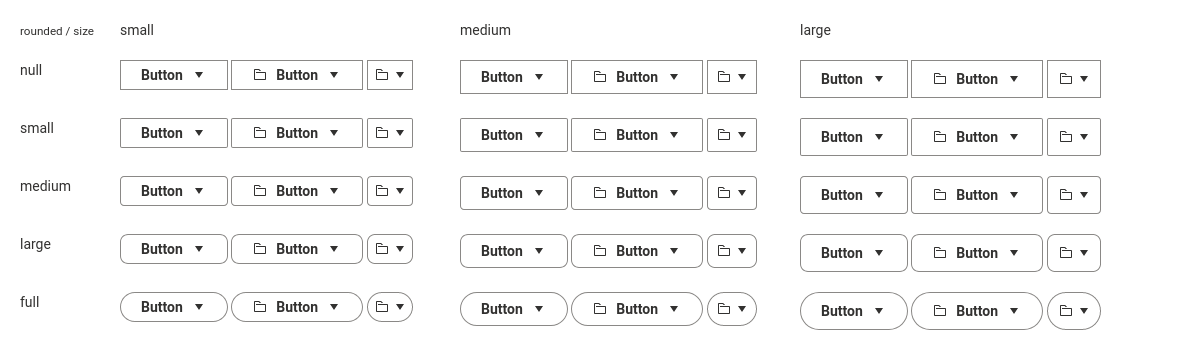 rounded / size small medium large
null Button Button Button Button Button Button
small Button Button Button Button Button Button
medium Button Button Button Button Button Button
large Button Button Button Button Button Button
full Button Button Button Button Button Button